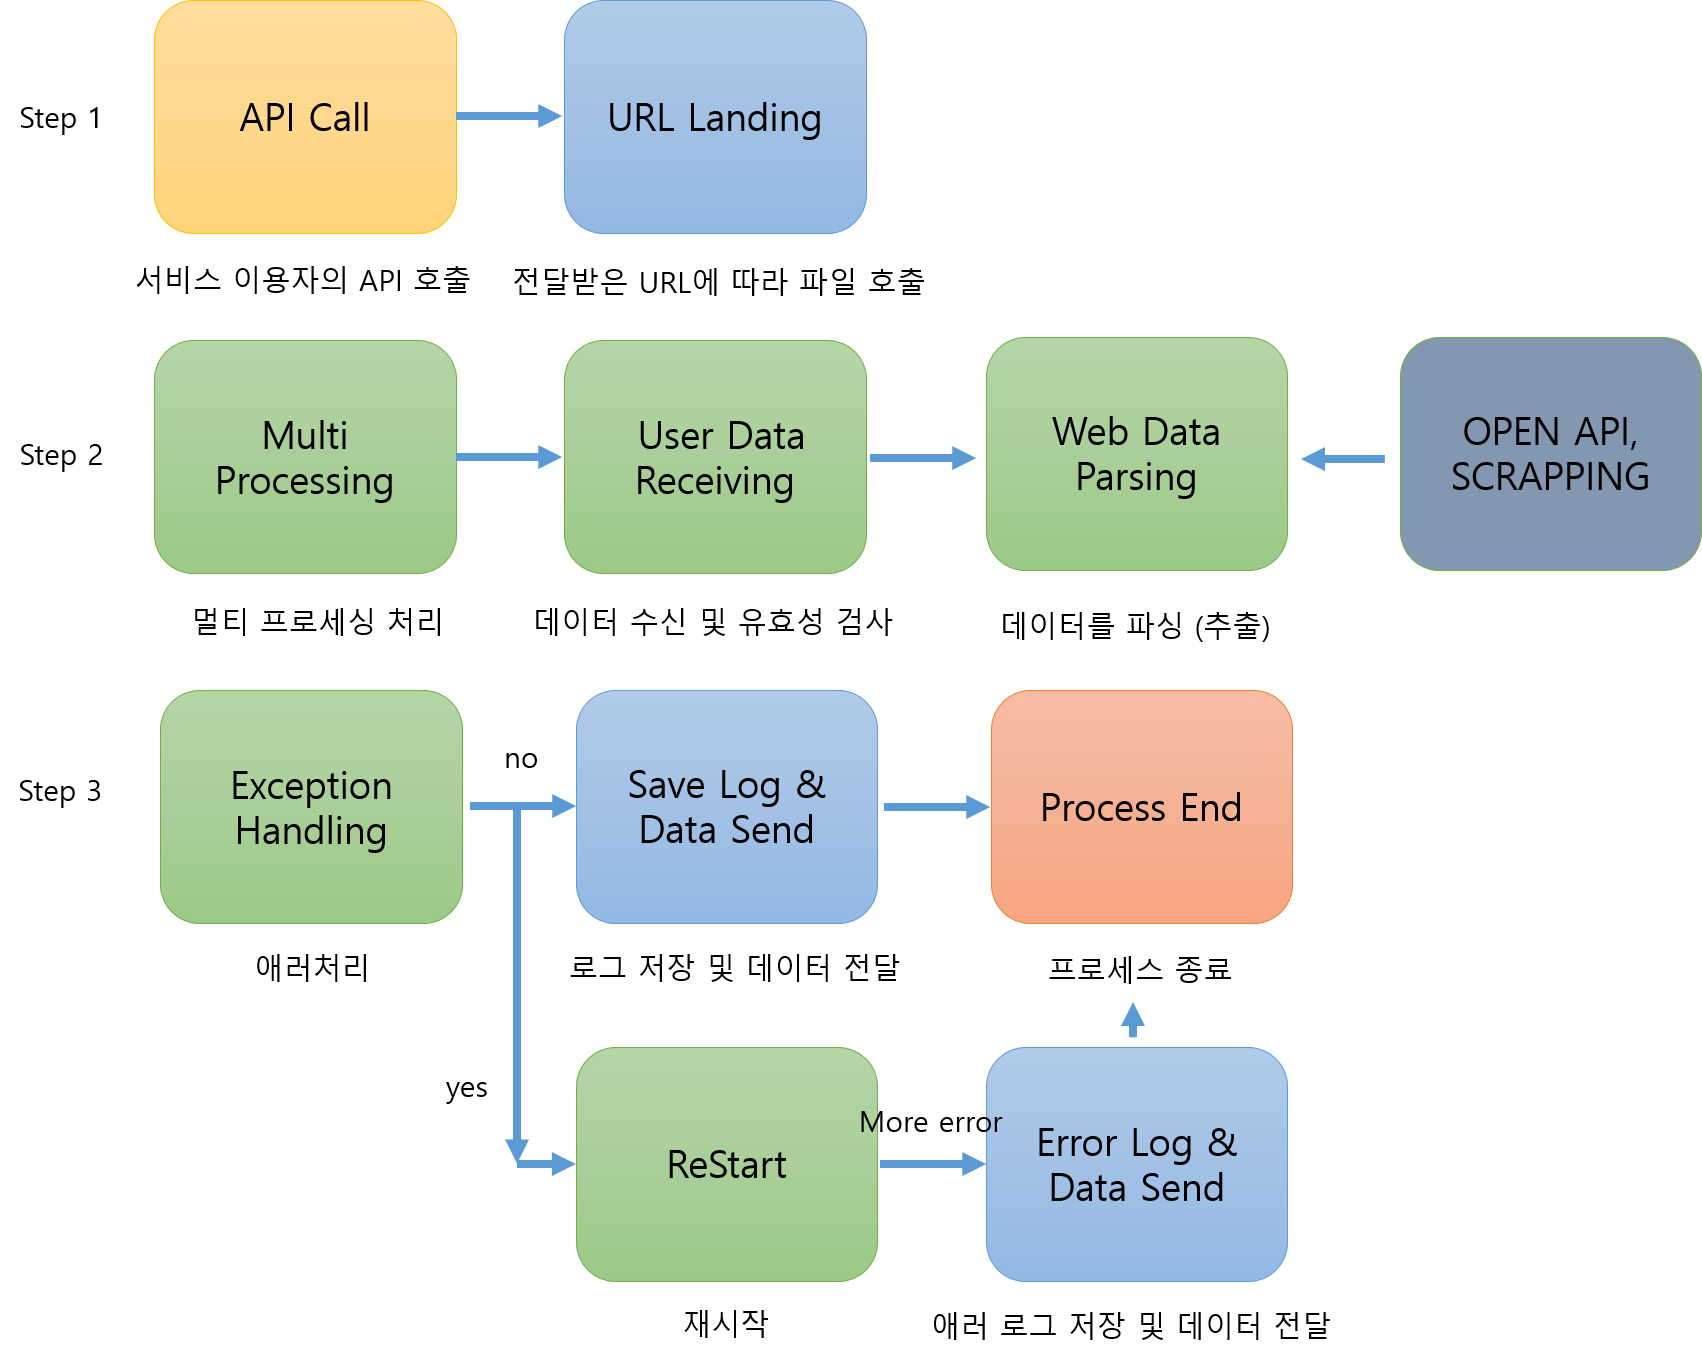 Step 1
API Call
URL Landing
서비스 이용자의 API 호출
전달받은 URL에 따라 파일 호출
Step 2
Multi
Processing
User Data
Receiving
Web Data
Parsing
OPEN API,
SCRAPPING
멀티 프로세싱 처리
데이터 수신 및 유효성 검사
데이터를 파싱 (추출)
Step 3
Exception
Handling
no
Save Log &
Data Send
Process End
애러처리
로그 저장 및 데이터 전달
프로세스 종료
yes
ReStart
More error
Error Log &
Data Send
재시작
애러 로그 저장 및 데이터 전달